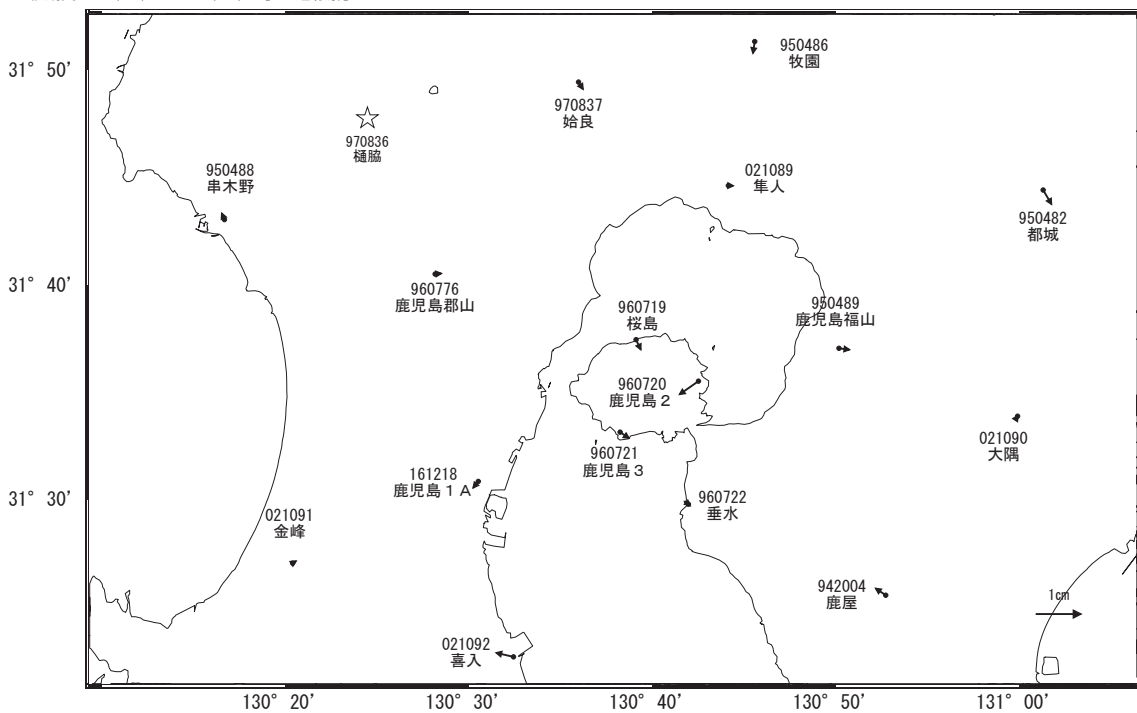 950486
牧園
31° 50'
970837
姶良
970836
樋脇
950488
串木野
021089
隼人
950482
都城
31° 40'
960776
鹿児島郡山
960719
桜島
950489
鹿児島福山
960720
鹿児島２
021090
大隅
960721
鹿児島３
161218
鹿児島１Ａ
31° 30'
960722
垂水
021091
金峰
942004
鹿屋
1㎝
021092
喜入
130° 20'
130° 30'
130° 40'
130° 50'
131° 00'